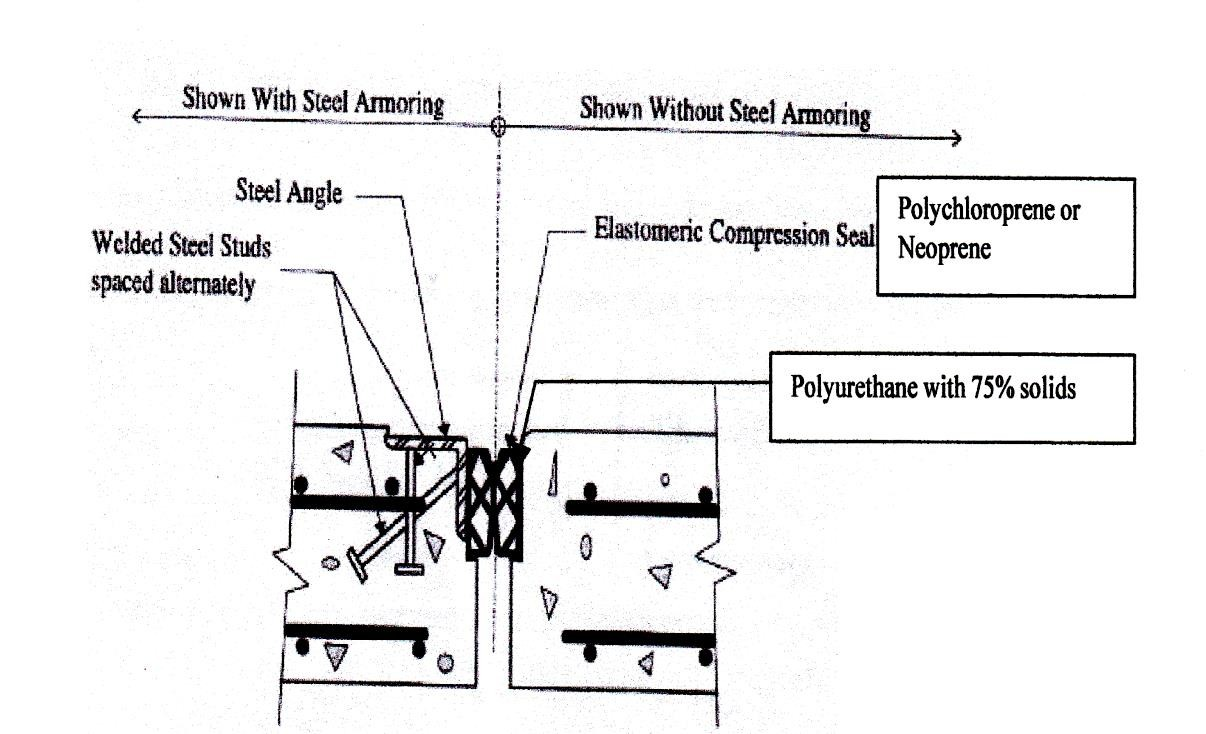 Shown With Steel Armoring
Shown Without Steel Armoring
Steel Angle
Welded Steel Studs
spaced alternately
Elastomeric Compression Seal
Polychloroprene or
Neoprene
Polyurethane with 75% solids